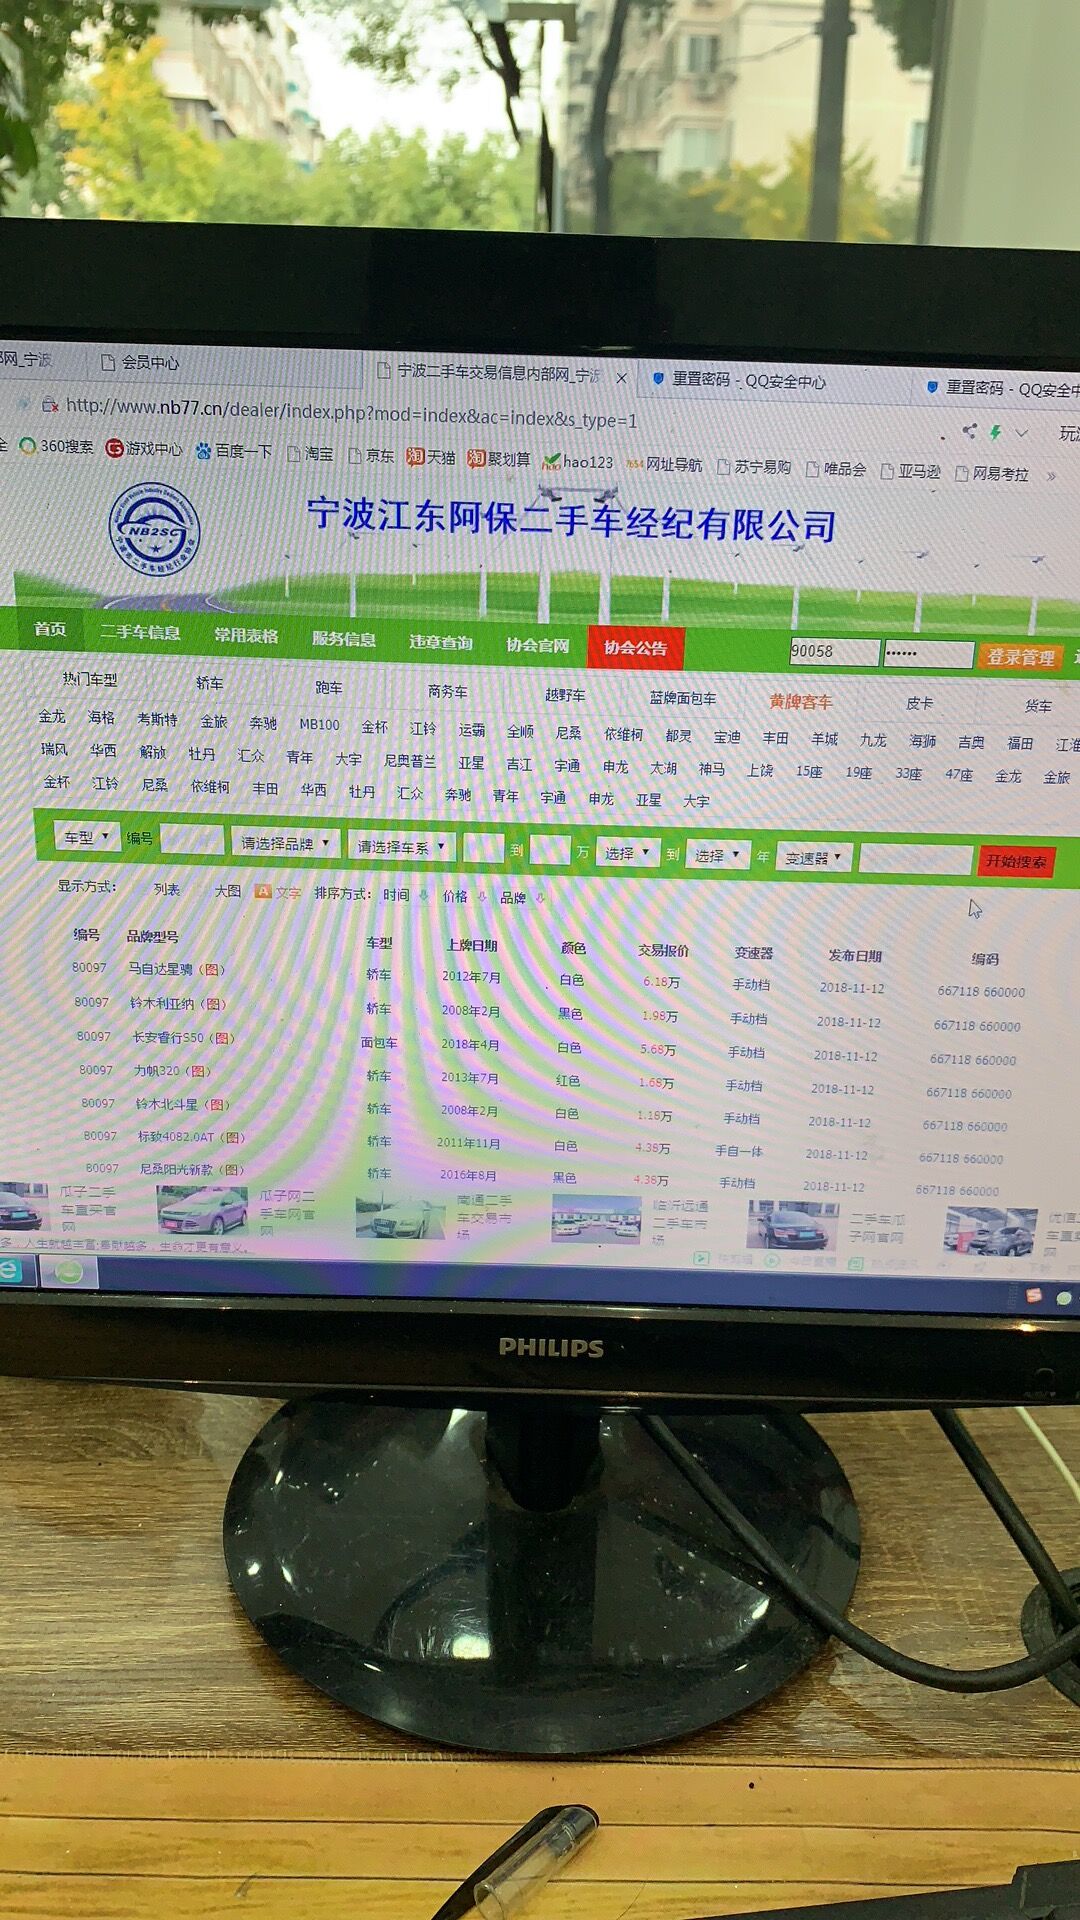 部网_宁波 会员中心 宁波二手车交易信息内部网_宁波 重置密码 - QQ安全中心 重置密码 - QQ安全中
http://www.nb77.cn/dealer/index.php?mod=index&ac=index&s_type=1
全 360搜索 游戏中心 百度一下 淘宝 京东 天猫 聚划算 hao123 网址导航 苏宁易购 唯品会 亚马逊 网易考拉 »
NB2SC
宁波江东阿保二手车经纪有限公司
首页 二手车信息 常用表格 服务信息 违章查询 协会官网 协会公告 90058 •••••• 登录管理
热门车型 轿车 跑车 商务车 越野车 蓝牌面包车 黄牌客车 皮卡 货车
金龙 海格 考斯特 金旅 奔驰 MB100 金杯 江铃 运霸 全顺 尼桑 依维柯 都灵 宝迪 丰田 羊城 九龙 海狮 吉奥 福田 江淮
瑞风 华西 解放 牡丹 汇众 青年 大宇 尼奥普兰 亚星 吉江 宇通 申龙 太湖 神马 上饶 15座 19座 33座 47座 金龙 金旅
金杯 江铃 尼桑 依维柯 丰田 华西 牡丹 汇众 奔驰 青年 宇通 申龙 亚星 大宇
车型 编号 请选择品牌 请选择车系 到 万 选择 到 选择 年 变速器 开始搜索
显示方式: 列表 大图 文字 排序方式: 时间 价格 品牌
编号 品牌型号 车型 上牌日期 颜色 交易报价 变速器 发布日期 编码
80097 马自达星骋 (图) 轿车 2012年7月 白色 6.18万 手动档 2018-11-12 667118 660000
80097 铃木利亚纳 (图) 轿车 2008年2月 黑色 1.98万 手动档 2018-11-12 667118 660000
80097 长安睿行S50 (图) 面包车 2018年4月 白色 5.68万 手动档 2018-11-12 667118 660000
80097 力帆320 (图) 轿车 2013年7月 红色 1.68万 手动档 2018-11-12 667118 660000
80097 铃木北斗星 (图) 轿车 2008年2月 白色 1.18万 手动档 2018-11-12 667118 660000
80097 标致4082.0AT (图) 轿车 2011年11月 白色 4.38万 手自一体 2018-11-12 667118 660000
80097 尼桑阳光新款 (图) 轿车 2016年8月 黑色 4.38万 手动档 2018-11-12 667118 660000
瓜子二手 瓜子网二 南通二手 临沂远通 二手车瓜 优信二
车直买官 手车网官 车交易市 二手车市 子网官网 车直卖
网 网 场 场 网
多，人生就越丰富;奉献越多，生命才更有意义。
PHILIPS